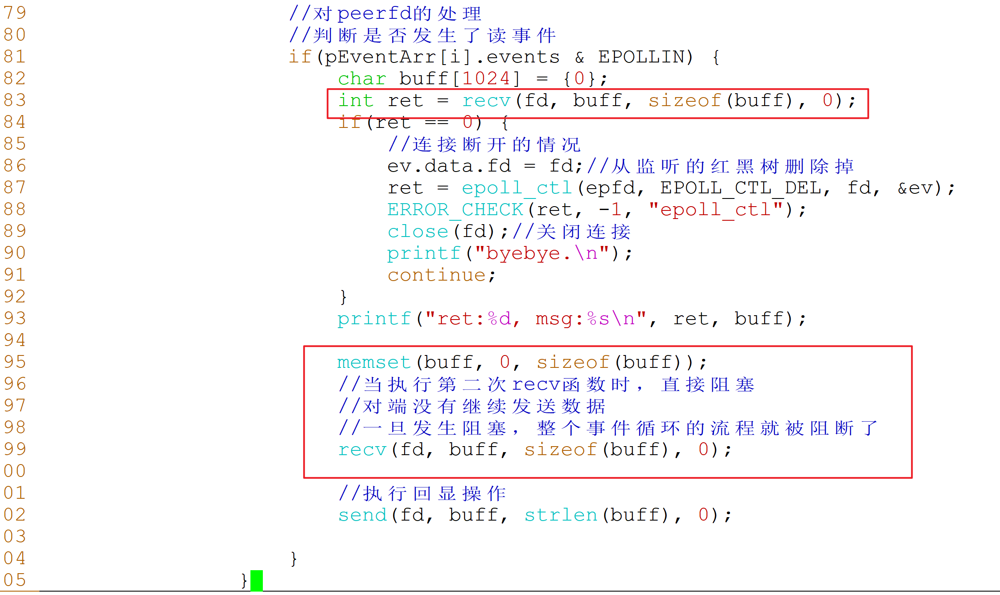 79 //对peerfd的处理
80 //判断是否发生了读事件
81 if(pEventArr[i].events & EPOLLIN) {
82 char buff[1024] = {0};
83 int ret = recv(fd, buff, sizeof(buff), 0);
84 if(ret == 0) {
85 //连接断开的情况
86 ev.data.fd = fd;//从监听的红黑树删除掉
87 ret = epoll_ctl(epfd, EPOLL_CTL_DEL, fd, &ev);
88 ERROR_CHECK(ret, -1, "epoll_ctl");
89 close(fd);//关闭连接
90 printf("byebye.\n");
91 continue;
92 }
93 printf("ret:%d, msg:%s\n", ret, buff);
94
95 memset(buff, 0, sizeof(buff));
96 //当执行第二次recv函数时，直接阻塞
97 //对端没有继续发送数据
98 //一旦发生阻塞，整个事件循环的流程就被阻断了
99 recv(fd, buff, sizeof(buff), 0);
00
01 //执行回显操作
02 send(fd, buff, strlen(buff), 0);
03
04 }
05 }